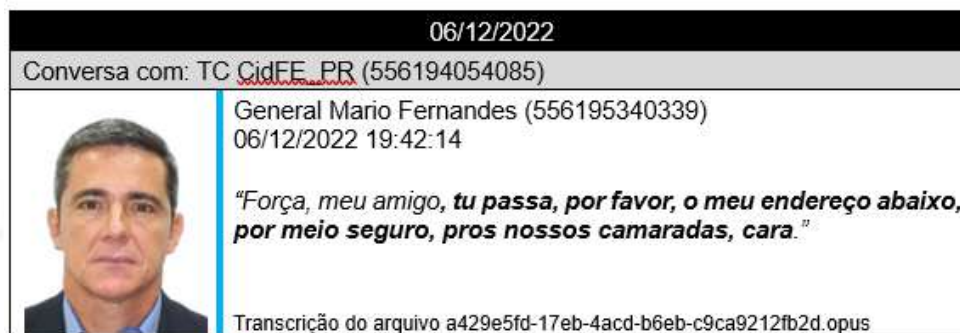 06/12/2022
Conversa com: TC CidFE_PR (556194054085)
General Mario Fernandes (556195340339)
06/12/2022 19:42:14
“Força, meu amigo, tu passa, por favor, o meu endereço abaixo,
por meio seguro, pros nossos camaradas, cara.”
Transcrição do arquivo a429e5fd-17eb-4acd-b6eb-c9ca9212fb2d.opus